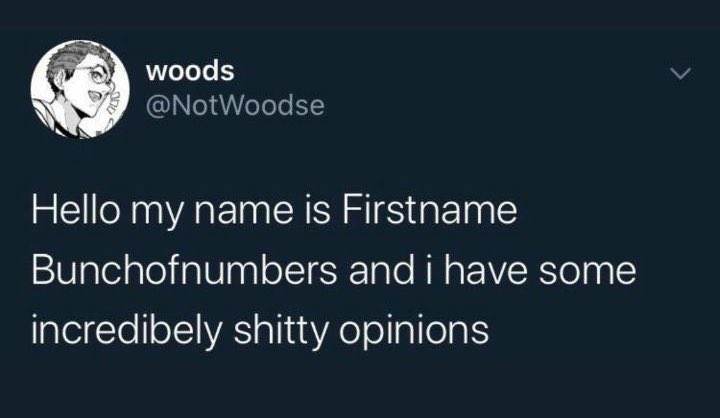 woods
@NotWoodse
Hello my name is Firstname
Bunchofnumbers and i have some
incredibely shitty opinions